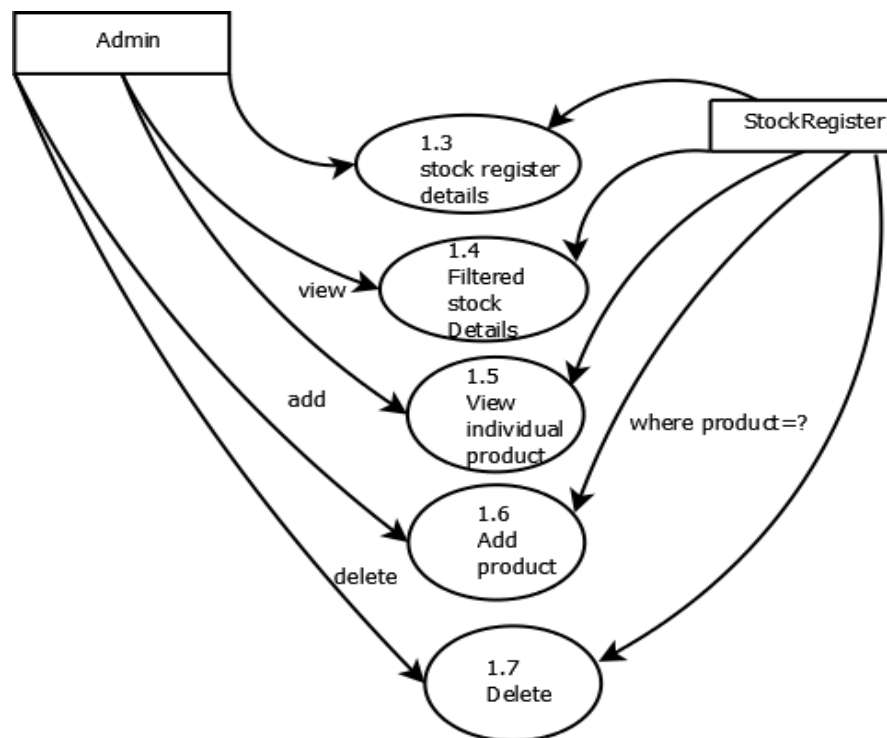 Admin
StockRegister
1.3
stock register
details
1.4
Filtered
stock
Details
view
1.5
View
individual
product
add
where product=?
1.6
Add
product
delete
1.7
Delete